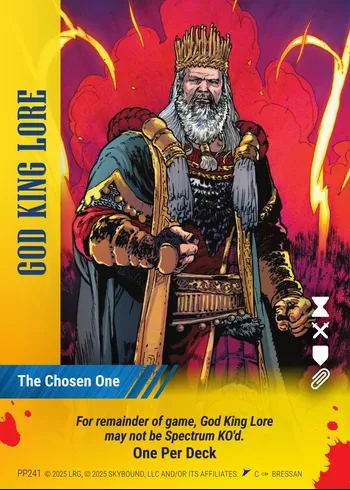 GOD KING LORE
The Chosen One
For remainder of game, God King Lore
may not be Spectrum KO'd.
One Per Deck
PP241 © 2025 LRG, © 2025 SKYBOUND, LLC AND/OR ITS AFFILIATES. C ✑ BRESSAN